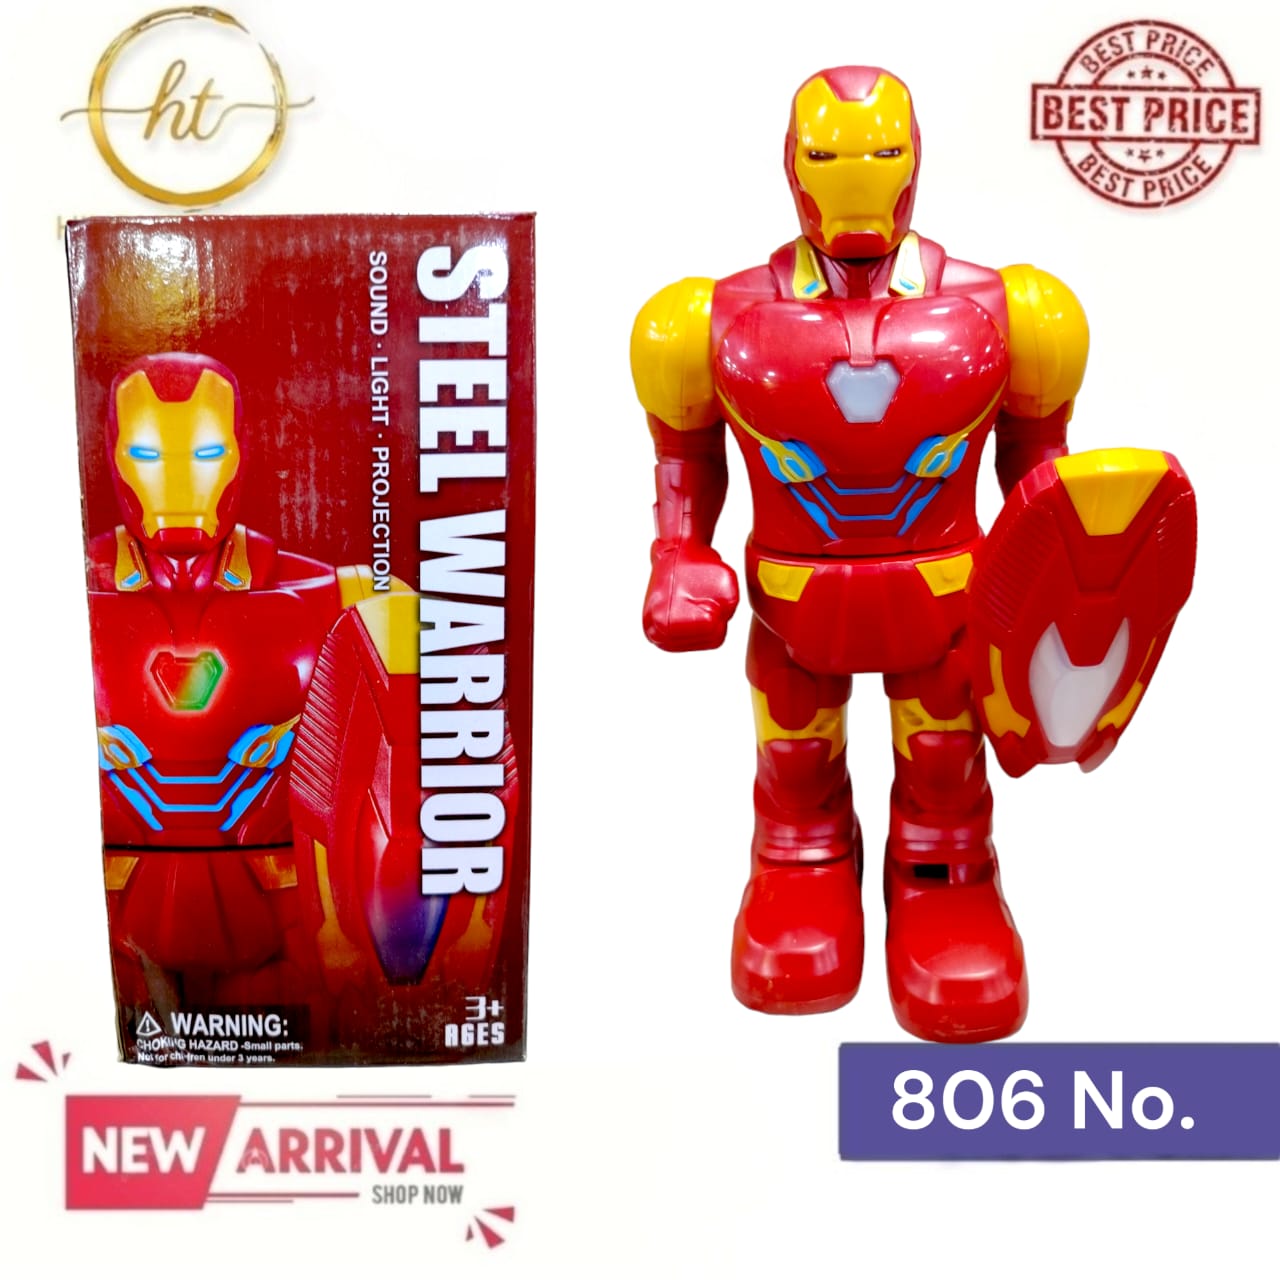 ht
BEST PRICE
BEST PRICE
BEST PRICE
STEEL WARRIOR
SOUND · LIGHT · PROJECTION
WARNING:
CHOKING HAZARD -Small parts.
Not for children under 3 years.
3+
AGES
NEW ARRIVAL
SHOP NOW
806 No.